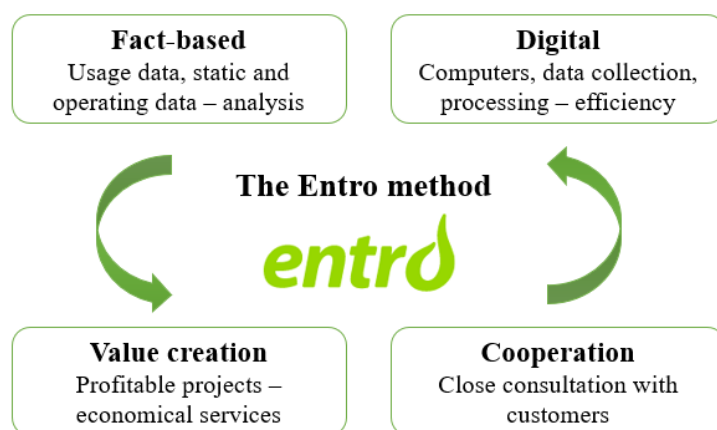 Fact-based
Usage data, static and
operating data – analysis
Digital
Computers, data collection,
processing – efficiency
The Entro method
entro
Value creation
Profitable projects –
economical services
Cooperation
Close consultation with
customers